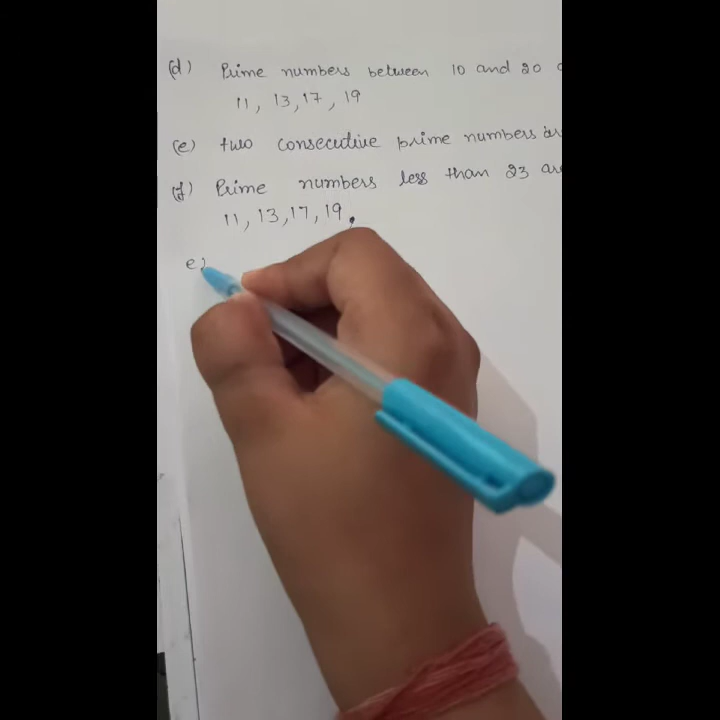 (d) Prime numbers between 10 and 20
11, 13, 17, 19
(e) two consecutive prime numbers
(f) Prime numbers less than 23
11, 13, 17, 19,
e)